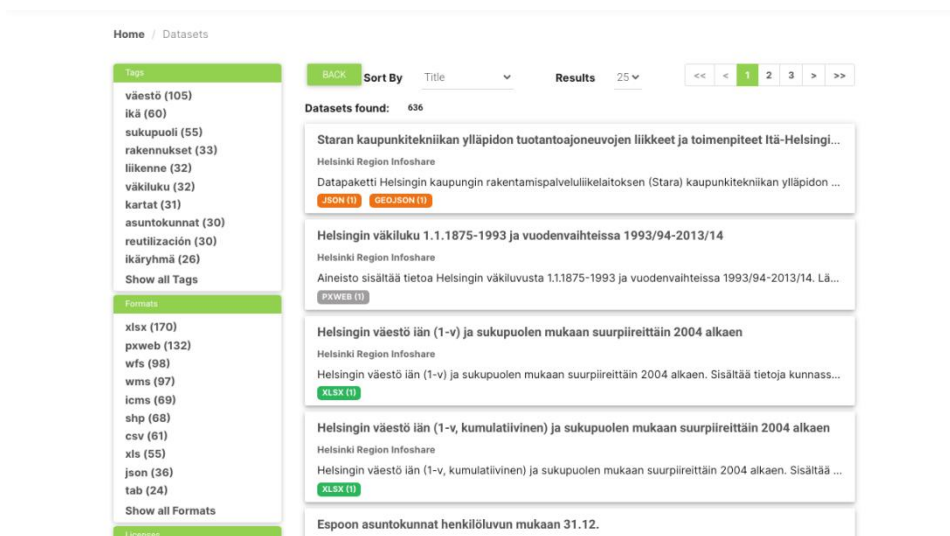 Home / Datasets
Tags
väestö (105)
ikä (60)
sukupuoli (55)
rakennukset (33)
liikenne (32)
väkiluku (32)
kartat (31)
asuntokunnat (30)
reutilización (30)
ikäryhmä (26)
Show all Tags
Formats
xlsx (170)
pxweb (132)
wfs (98)
wms (97)
icms (69)
shp (68)
csv (61)
xls (55)
json (36)
tab (24)
Show all Formats
Licenses
BACK Sort By Title Results 25 << < 1 2 3 > >>
Datasets found: 636
Staran kaupunkitekniikan ylläpidon tuotantoajoneuvojen liikkeet ja toimenpiteet Itä-Helsingi...
Helsinki Region Infoshare
Datapaketti Helsingin kaupungin rakentamispalveluliikelaitoksen (Stara) kaupunkitekniikan ylläpidon ...
JSON (1) GEOJSON (1)
Helsingin väkiluku 1.1.1875-1993 ja vuodenvaihteissa 1993/94-2013/14
Helsinki Region Infoshare
Aineisto sisältää tietoa Helsingin väkiluvusta 1.1.1875-1993 ja vuodenvaihteissa 1993/94-2013/14. Lä...
PXWEB (1)
Helsingin väestö iän (1-v) ja sukupuolen mukaan suurpiireittäin 2004 alkaen
Helsinki Region Infoshare
Helsingin väestö iän (1-v) ja sukupuolen mukaan suurpiireittäin 2004 alkaen. Sisältää tietoja kunnass...
XLSX (1)
Helsingin väestö iän (1-v, kumulatiivinen) ja sukupuolen mukaan suurpiireittäin 2004 alkaen
Helsinki Region Infoshare
Helsingin väestö iän (1-v, kumulatiivinen) ja sukupuolen mukaan suurpiireittäin 2004 alkaen. Sisältää ...
XLSX (1)
Espoon asuntokunnat henkilöluvun mukaan 31.12.